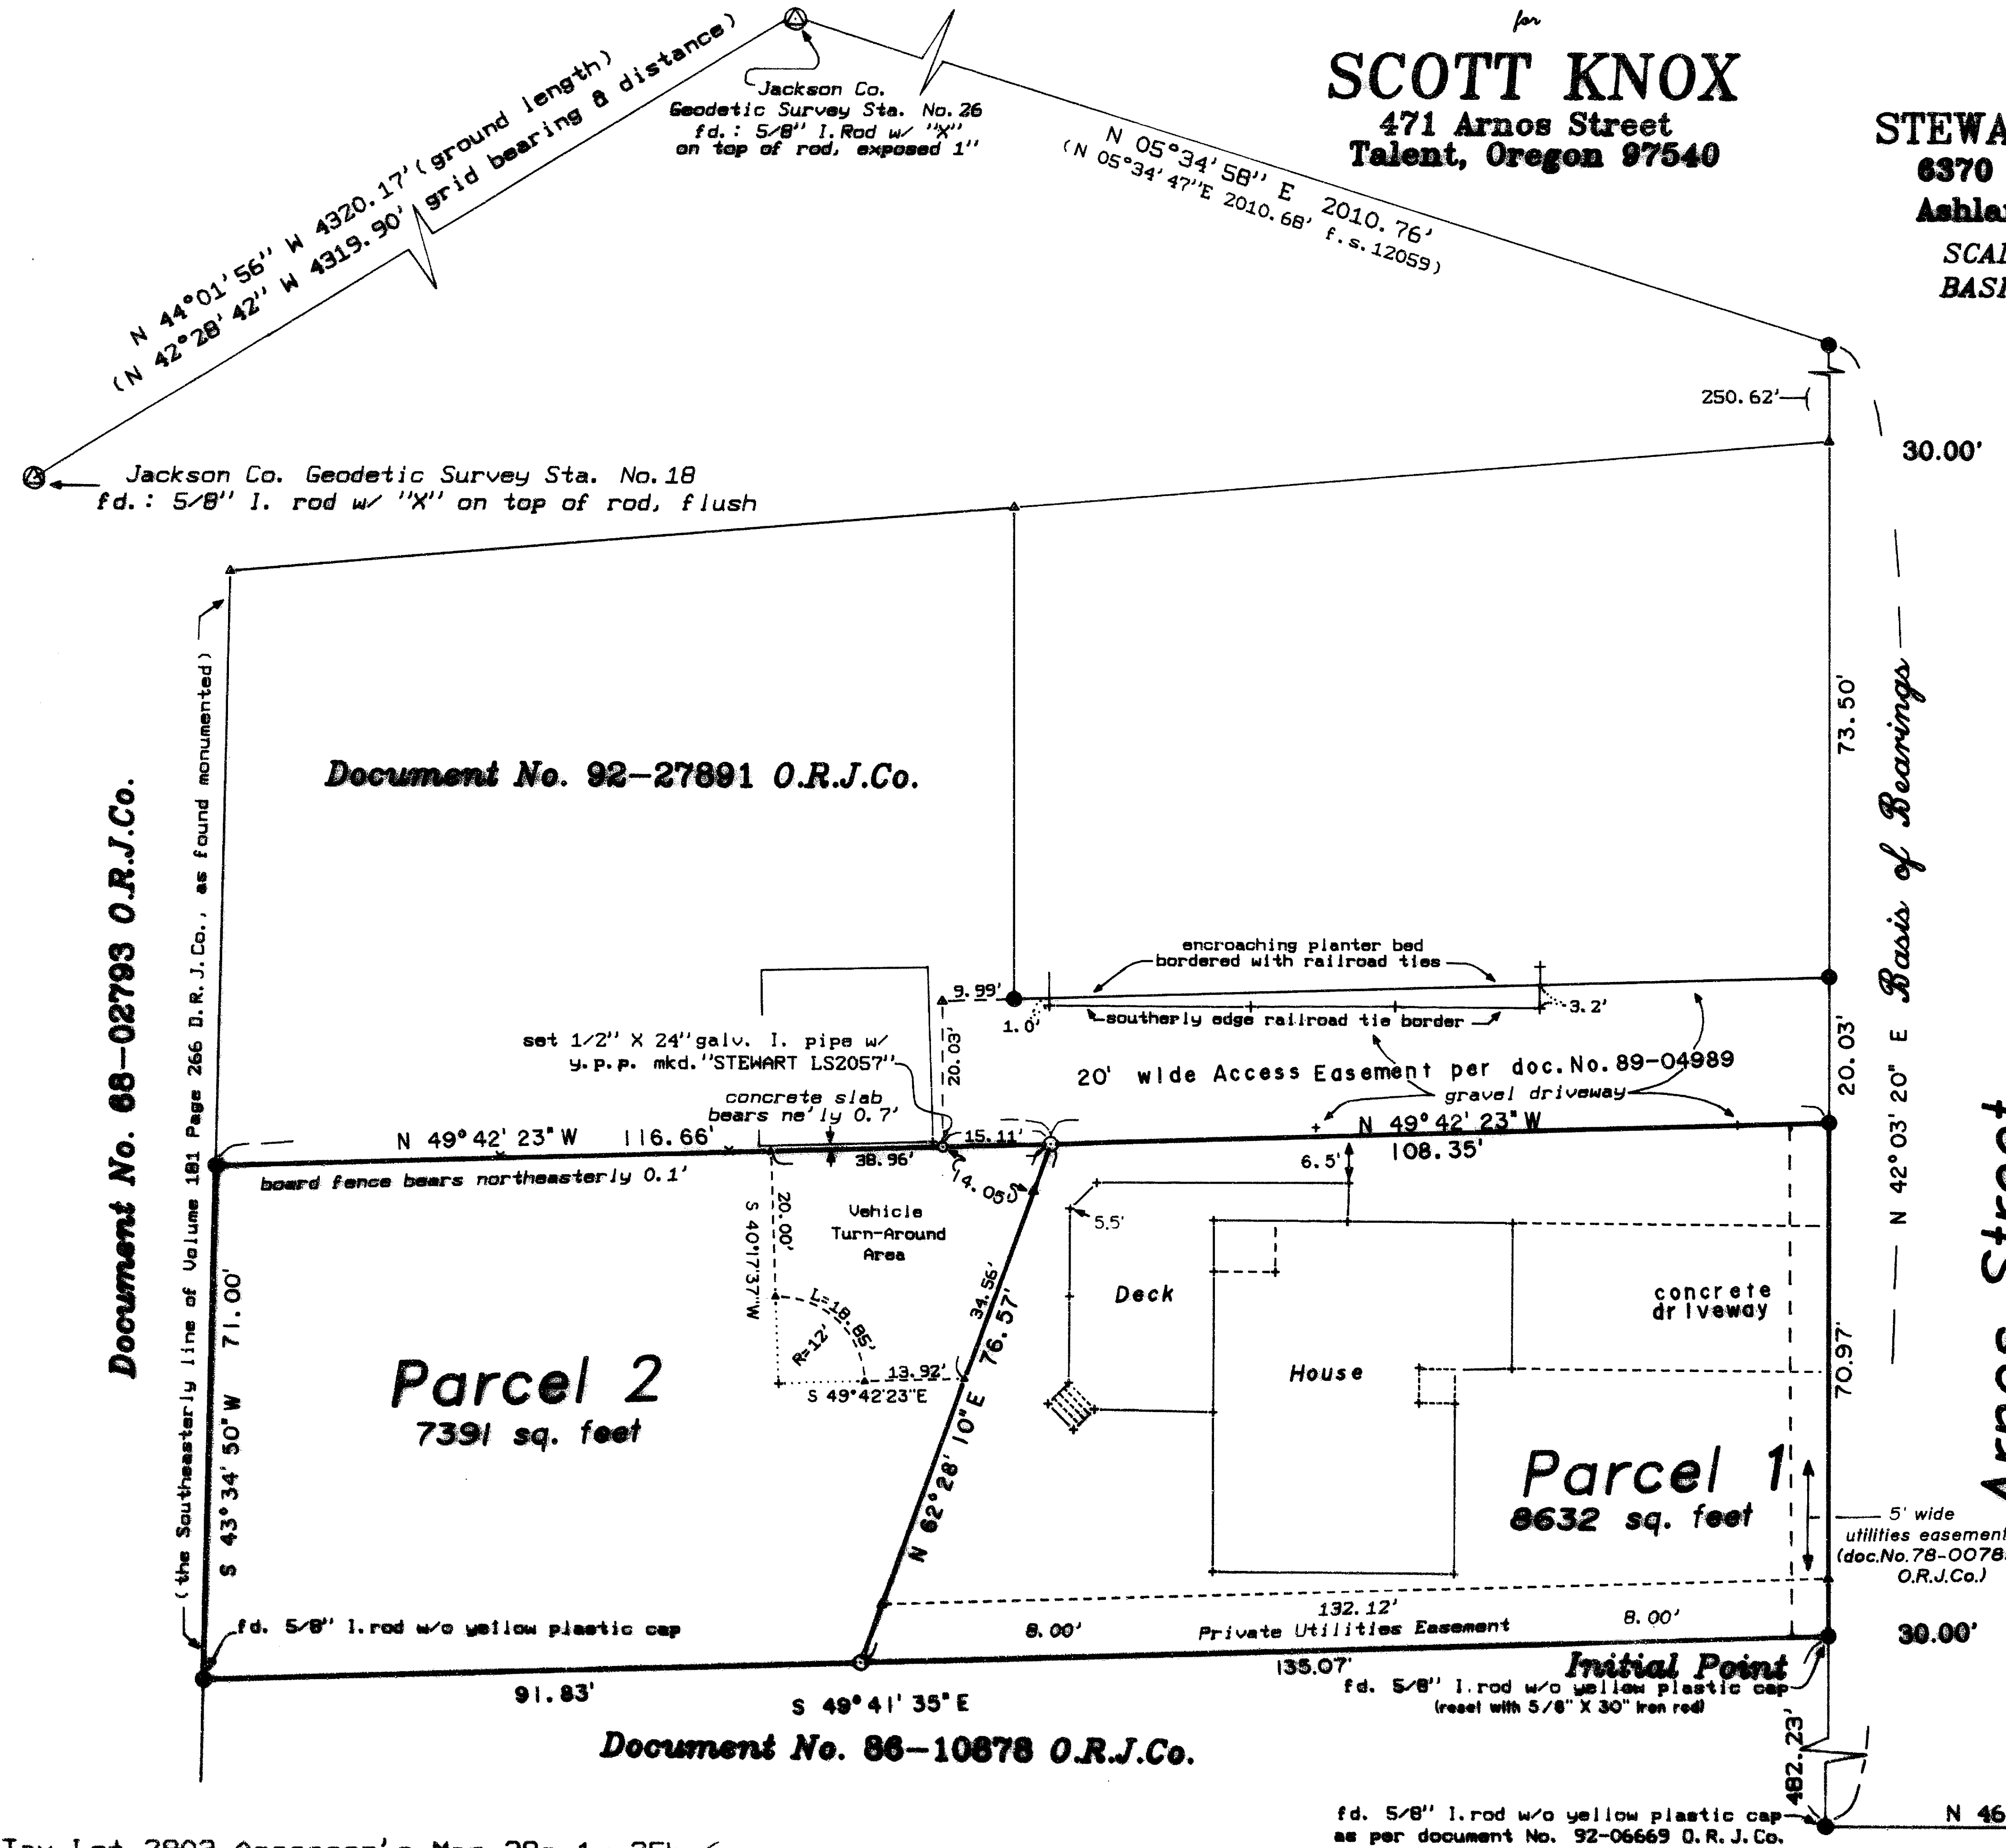 for
SCOTT KNOX
471 Arnos Street
Talent, Oregon 97540
STEWA
6370
Ashla
SCAL
BASI
Jackson Co.
Geodetic Survey Sta. No.26
fd.: 5/8" I.Rod w/ "X"
on top of rod, exposed 1"
N 44°01'56" W 4320.17' (ground length)
(N 42°28'42" W 4319.90' grid bearing & distance)
N 05°34'58" E 2010.76'
(N 05°34'47"E 2010.68' f.s.12059)
250.62'
30.00'
Jackson Co. Geodetic Survey Sta. No.18
fd.: 5/8" I. rod w/ "X" on top of rod, flush
(the Southeasterly line of Volume 181 Page 266 D.R.J.Co., as found monumented)
Document No. 68-02793 O.R.J.Co.
Document No. 92-27891 O.R.J.Co.
73.50'
N 42°03'20" E Basis of Bearings
encroaching planter bed
bordered with railroad ties
9.99'
1.0'
southerly edge railroad tie border
3.2'
set 1/2" X 24"galv. I. pipe w/
y.p.p. mkd."STEWART LS2057"
20.03'
20' wide Access Easement per doc.No.89-04989
gravel driveway
20.03'
concrete slab
bears ne'ly 0.7'
N 49°42'23"W 116.66'
15.11'
N 49°42'23"W
108.35'
38.96'
6.5'
board fence bears northeasterly 0.1'
14.05'
S 40°17'37"W
20.00'
Vehicle
Turn-Around
Area
5.5'
Deck
concrete
driveway
34.56'
76.57'
N 62°28'10"E
L=18.85'
R=12'
13.92'
S 49°42'23"E
House
70.97'
Arnos Street
S 43°34'50"W 71.00'
Parcel 2
7391 sq. feet
Parcel 1
8632 sq. feet
5' wide
utilities easement
(doc.No.78-0078
O.R.J.Co.)
132.12'
8.00'
Private Utilities Easement
8.00'
30.00'
fd. 5/8" I.rod w/o yellow plastic cap
91.83'
S 49°41'35"E
135.07'
Initial Point
fd. 5/8" I.rod w/o yellow plastic cap
(reset with 5/8" X 30" iron rod)
Document No. 86-10878 O.R.J.Co.
482.23'
fd. 5/8" I.rod w/o yellow plastic cap
as per document No. 92-06669 O.R.J.Co.
N 46